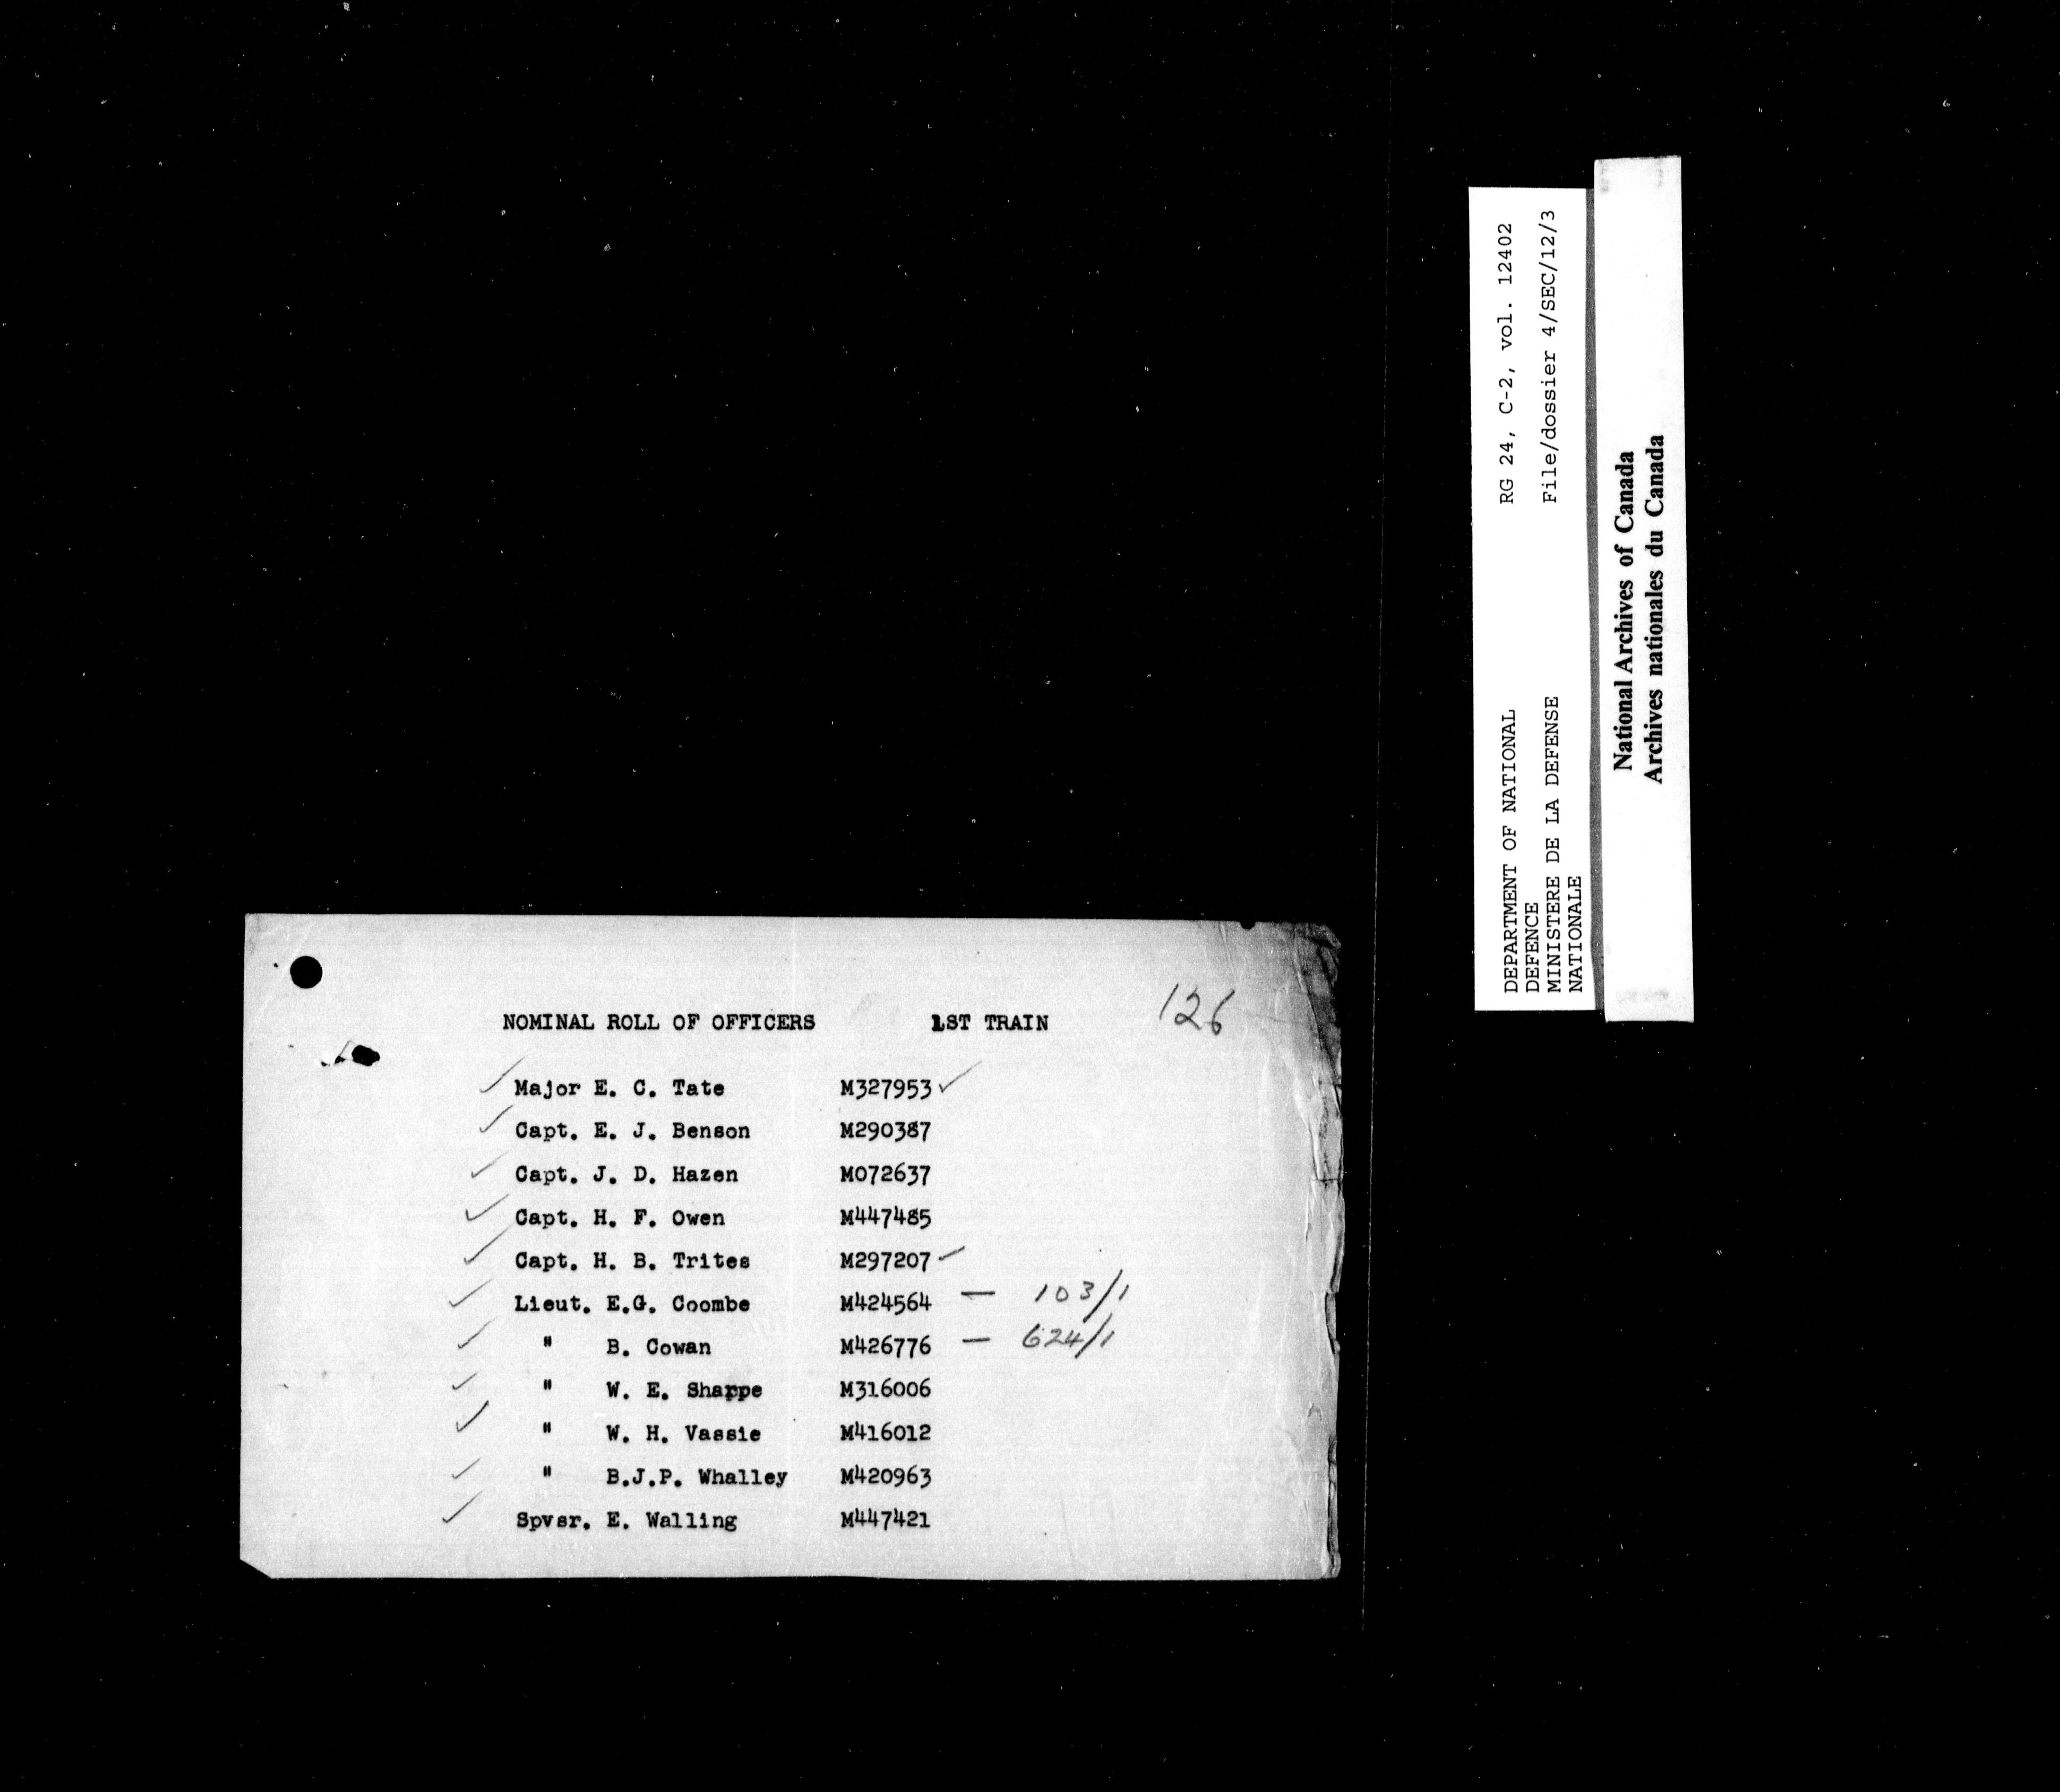 126
NOMINAL ROLL OF OFFICERS 1ST TRAIN
Major E. C. Tate M327953
Capt. E. J. Benson M290387
Capt. J. D. Hazen M072637
Capt. H. F. Owen M447485
Capt. H. B. Trites M297207
Lieut. E.G. Coombe M424564 — 103/1
" B. Cowan M426776 — 624/1
" W. E. Sharpe M316006
" W. H. Vassie M416012
" B.J.P. Whalley M420963
Spvsr. E. Walling M447421
DEPARTMENT OF NATIONAL RG 24, C-2, vol. 12402
DEFENCE File/dossier 4/SEC/12/3
MINISTERE DE LA DEFENSE
NATIONALE
National Archives of Canada
Archives nationales du Canada